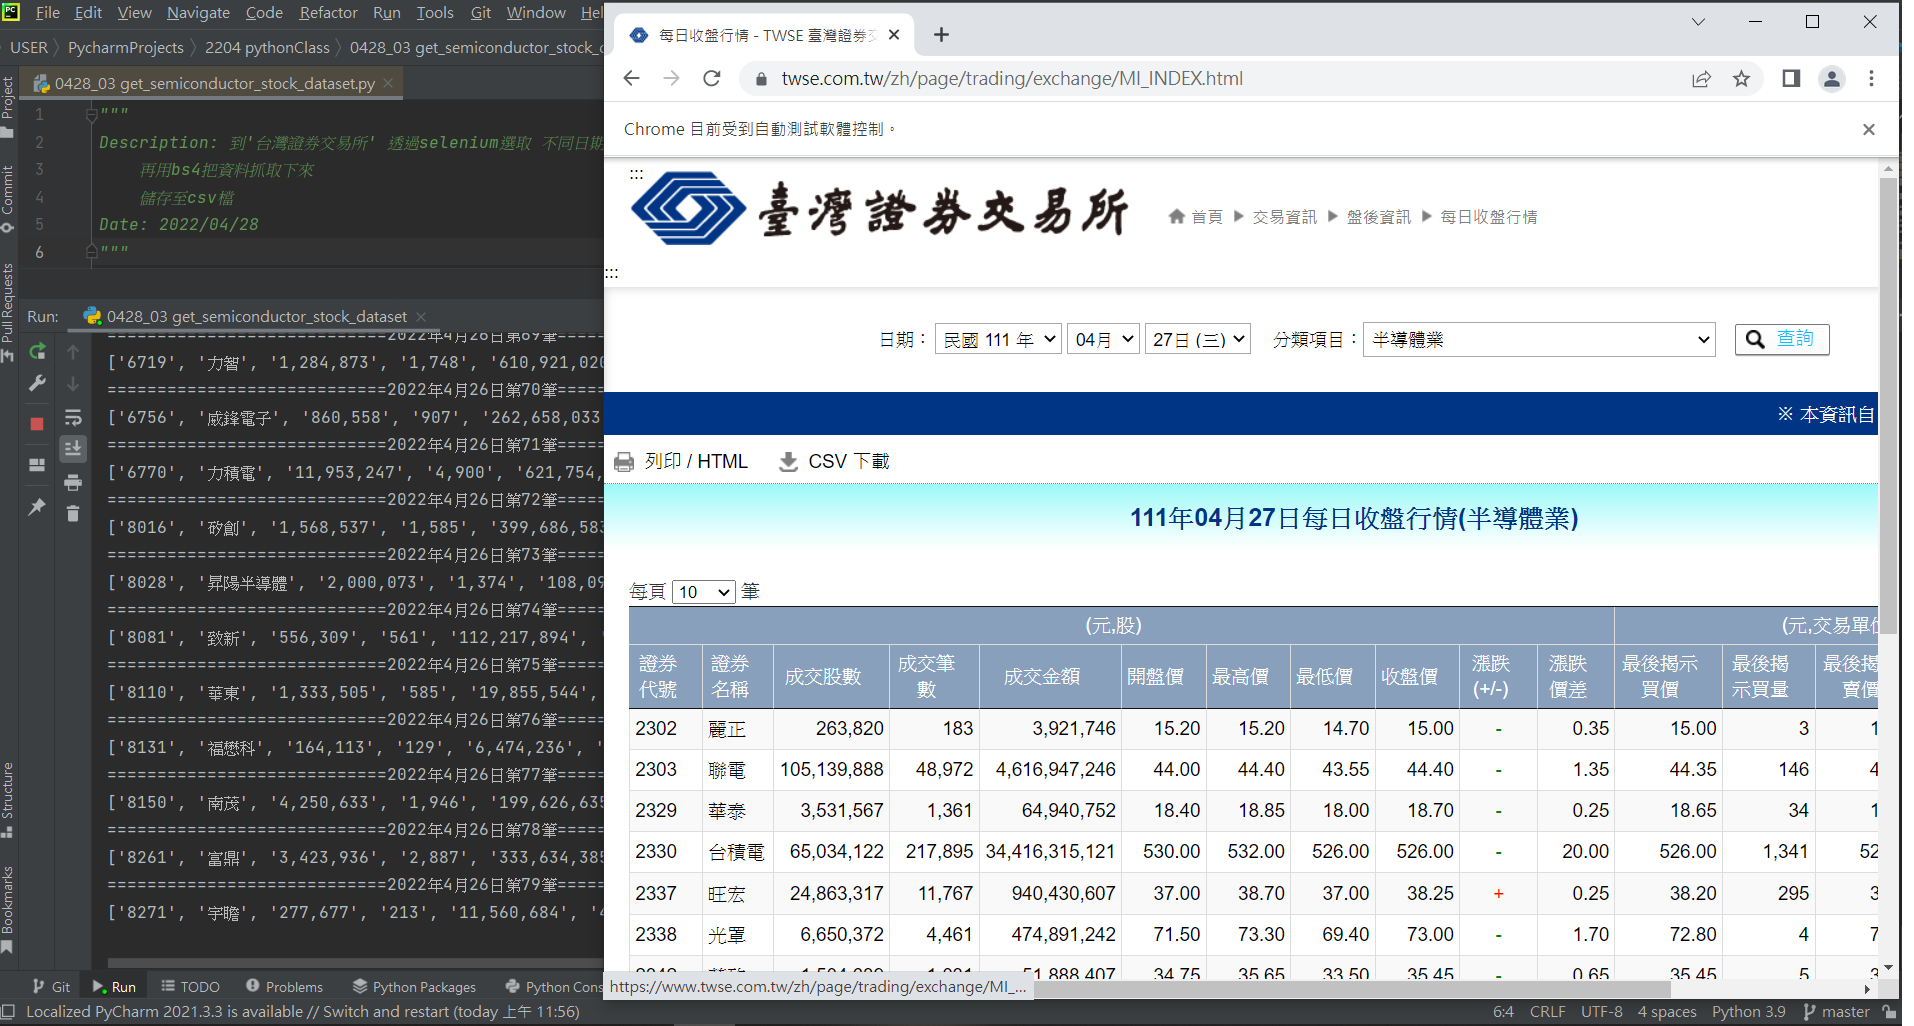 File Edit View Navigate Code Refactor Run Tools Git Window Hel
USER PycharmProjects 2204 pythonClass 0428_03 get_semiconductor_stock_d
0428_03 get_semiconductor_stock_dataset.py
Project
Commit
Pull Requests
Structure
Bookmarks
1 """
2 Description: 到'台灣證券交易所' 透過selenium選取 不同日期
3 再用bs4把資料抓取下來
4 儲存至csv檔
5 Date: 2022/04/28
6 """
Run: 0428_03 get_semiconductor_stock_dataset
============================2022年4月26日第69筆=====
['6719', '力智', '1,284,873', '1,748', '610,921,020
============================2022年4月26日第70筆=====
['6756', '威鋒電子', '860,558', '907', '262,658,033
============================2022年4月26日第71筆=====
['6770', '力積電', '11,953,247', '4,900', '621,754,
============================2022年4月26日第72筆=====
['8016', '矽創', '1,568,537', '1,585', '399,686,583
============================2022年4月26日第73筆=====
['8028', '昇陽半導體', '2,000,073', '1,374', '108,09
============================2022年4月26日第74筆=====
['8081', '致新', '556,309', '561', '112,217,894', '
============================2022年4月26日第75筆=====
['8110', '華東', '1,333,505', '585', '19,855,544', '
============================2022年4月26日第76筆=====
['8131', '福懋科', '164,113', '129', '6,474,236', '
============================2022年4月26日第77筆=====
['8150', '南茂', '4,250,633', '1,946', '199,626,635
============================2022年4月26日第78筆=====
['8261', '富鼎', '3,423,936', '2,887', '333,634,385
============================2022年4月26日第79筆=====
['8271', '宇瞻', '277,677', '213', '11,560,684', '4
Git Run TODO Problems Python Packages Python Cons
Localized PyCharm 2021.3.3 is available // Switch and restart (today 上午 11:56)
6:4 CRLF UTF-8 4 spaces Python 3.9 master
每日收盤行情 - TWSE 臺灣證券交
twse.com.tw/zh/page/trading/exchange/MI_INDEX.html
Chrome 目前受到自動測試軟體控制。
:::
臺灣證券交易所
首頁 ▶ 交易資訊 ▶ 盤後資訊 ▶ 每日收盤行情
:::
日期： 民國 111 年 04月 27日 (三) 分類項目： 半導體業 查詢
※ 本資訊自
列印 / HTML CSV 下載
111年04月27日每日收盤行情(半導體業)
每頁 10 筆
(元,股) (元,交易單位
證券代號 證券名稱 成交股數 成交筆數 成交金額 開盤價 最高價 最低價 收盤價 漲跌(+/-) 漲跌價差 最後揭示買價 最後揭示買量 最後揭 賣價
2302 麗正 263,820 183 3,921,746 15.20 15.20 14.70 15.00 - 0.35 15.00 3 1
2303 聯電 105,139,888 48,972 4,616,947,246 44.00 44.40 43.55 44.40 - 1.35 44.35 146 4
2329 華泰 3,531,567 1,361 64,940,752 18.40 18.85 18.00 18.70 - 0.25 18.65 34 1
2330 台積電 65,034,122 217,895 34,416,315,121 530.00 532.00 526.00 526.00 - 20.00 526.00 1,341 52
2337 旺宏 24,863,317 11,767 940,430,607 37.00 38.70 37.00 38.25 + 0.25 38.20 295 3
2338 光罩 6,650,372 4,461 474,891,242 71.50 73.30 69.40 73.00 - 1.70 72.80 4 7
51,888,407 34.75 35.65 33.50 35.45 - 0.65 35.45 5 3
https://www.twse.com.tw/zh/page/trading/exchange/MI_...